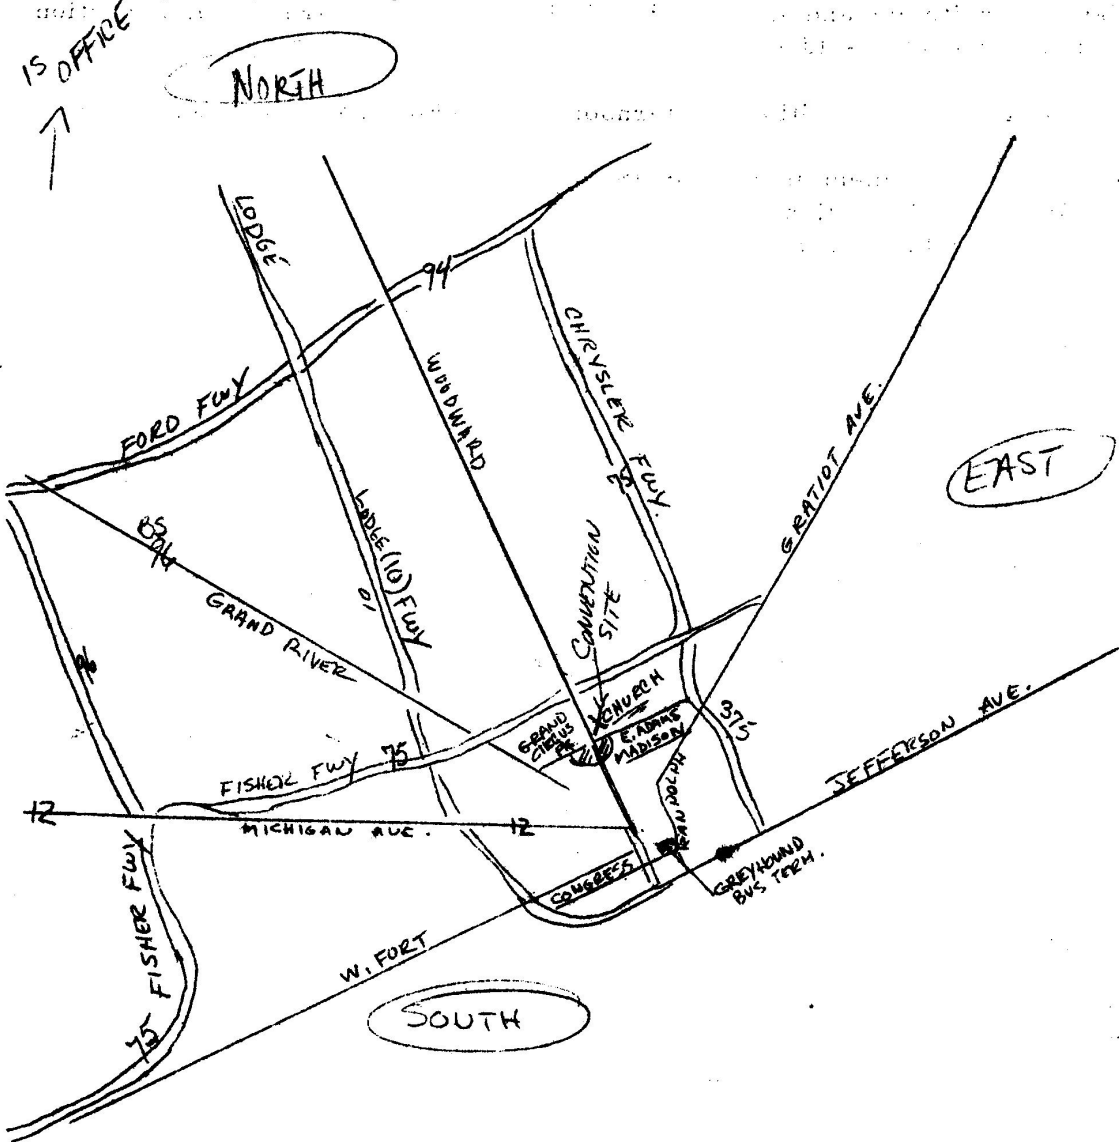 IS OFFICE
NORTH
LODGE
94
CHRYSLER FWY.
75
WOODWARD
FORD FWY
GRATIOT AVE.
EAST
BS
96
LODGE (10) FWY
10
GRAND RIVER
CONVENTION
SITE
96
CHURCH
GRAND
CIRCUS
PK
E. ADAMS
MADISON
375
JEFFERSON AVE.
FISHER FWY 75
RANDOLPH
12
MICHIGAN AVE.
12
CONGRESS
GREYHOUND
BUS TERM.
W. FORT
75 FISHER FWY
SOUTH